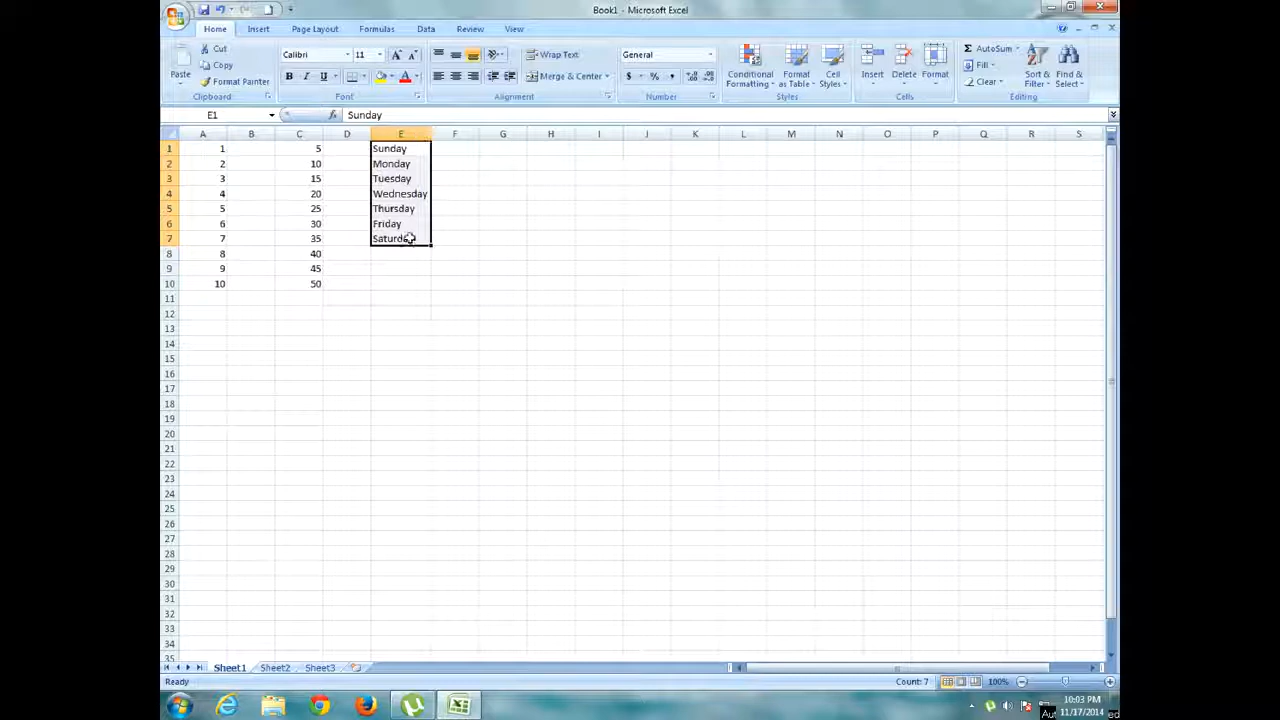 Book1 - Microsoft Excel
Home Insert Page Layout Formulas Data Review View
Cut
Copy
Format Painter
Paste
Clipboard
Calibri 11
B I U
Font
Wrap Text
Merge & Center
Alignment
General
$ % ,
Number
Conditional Formatting
Format as Table
Cell Styles
Styles
Insert Delete Format
Cells
Σ AutoSum
Fill
Clear
Sort & Filter
Find & Select
Editing
E1 fx Sunday
A B C D E F G H I J K L M N O P Q R S
1 1 5 Sunday
2 2 10 Monday
3 3 15 Tuesday
4 4 20 Wednesday
5 5 25 Thursday
6 6 30 Friday
7 7 35
8 8 40
9 9 45
10 10 50
11
12
13
14
15
16
17
18
19
20
21
22
23
24
25
26
27
28
29
30
31
32
33
34
35
Sheet1 Sheet2 Sheet3
Ready Count: 7 100%
10:03 PM
11/17/2014